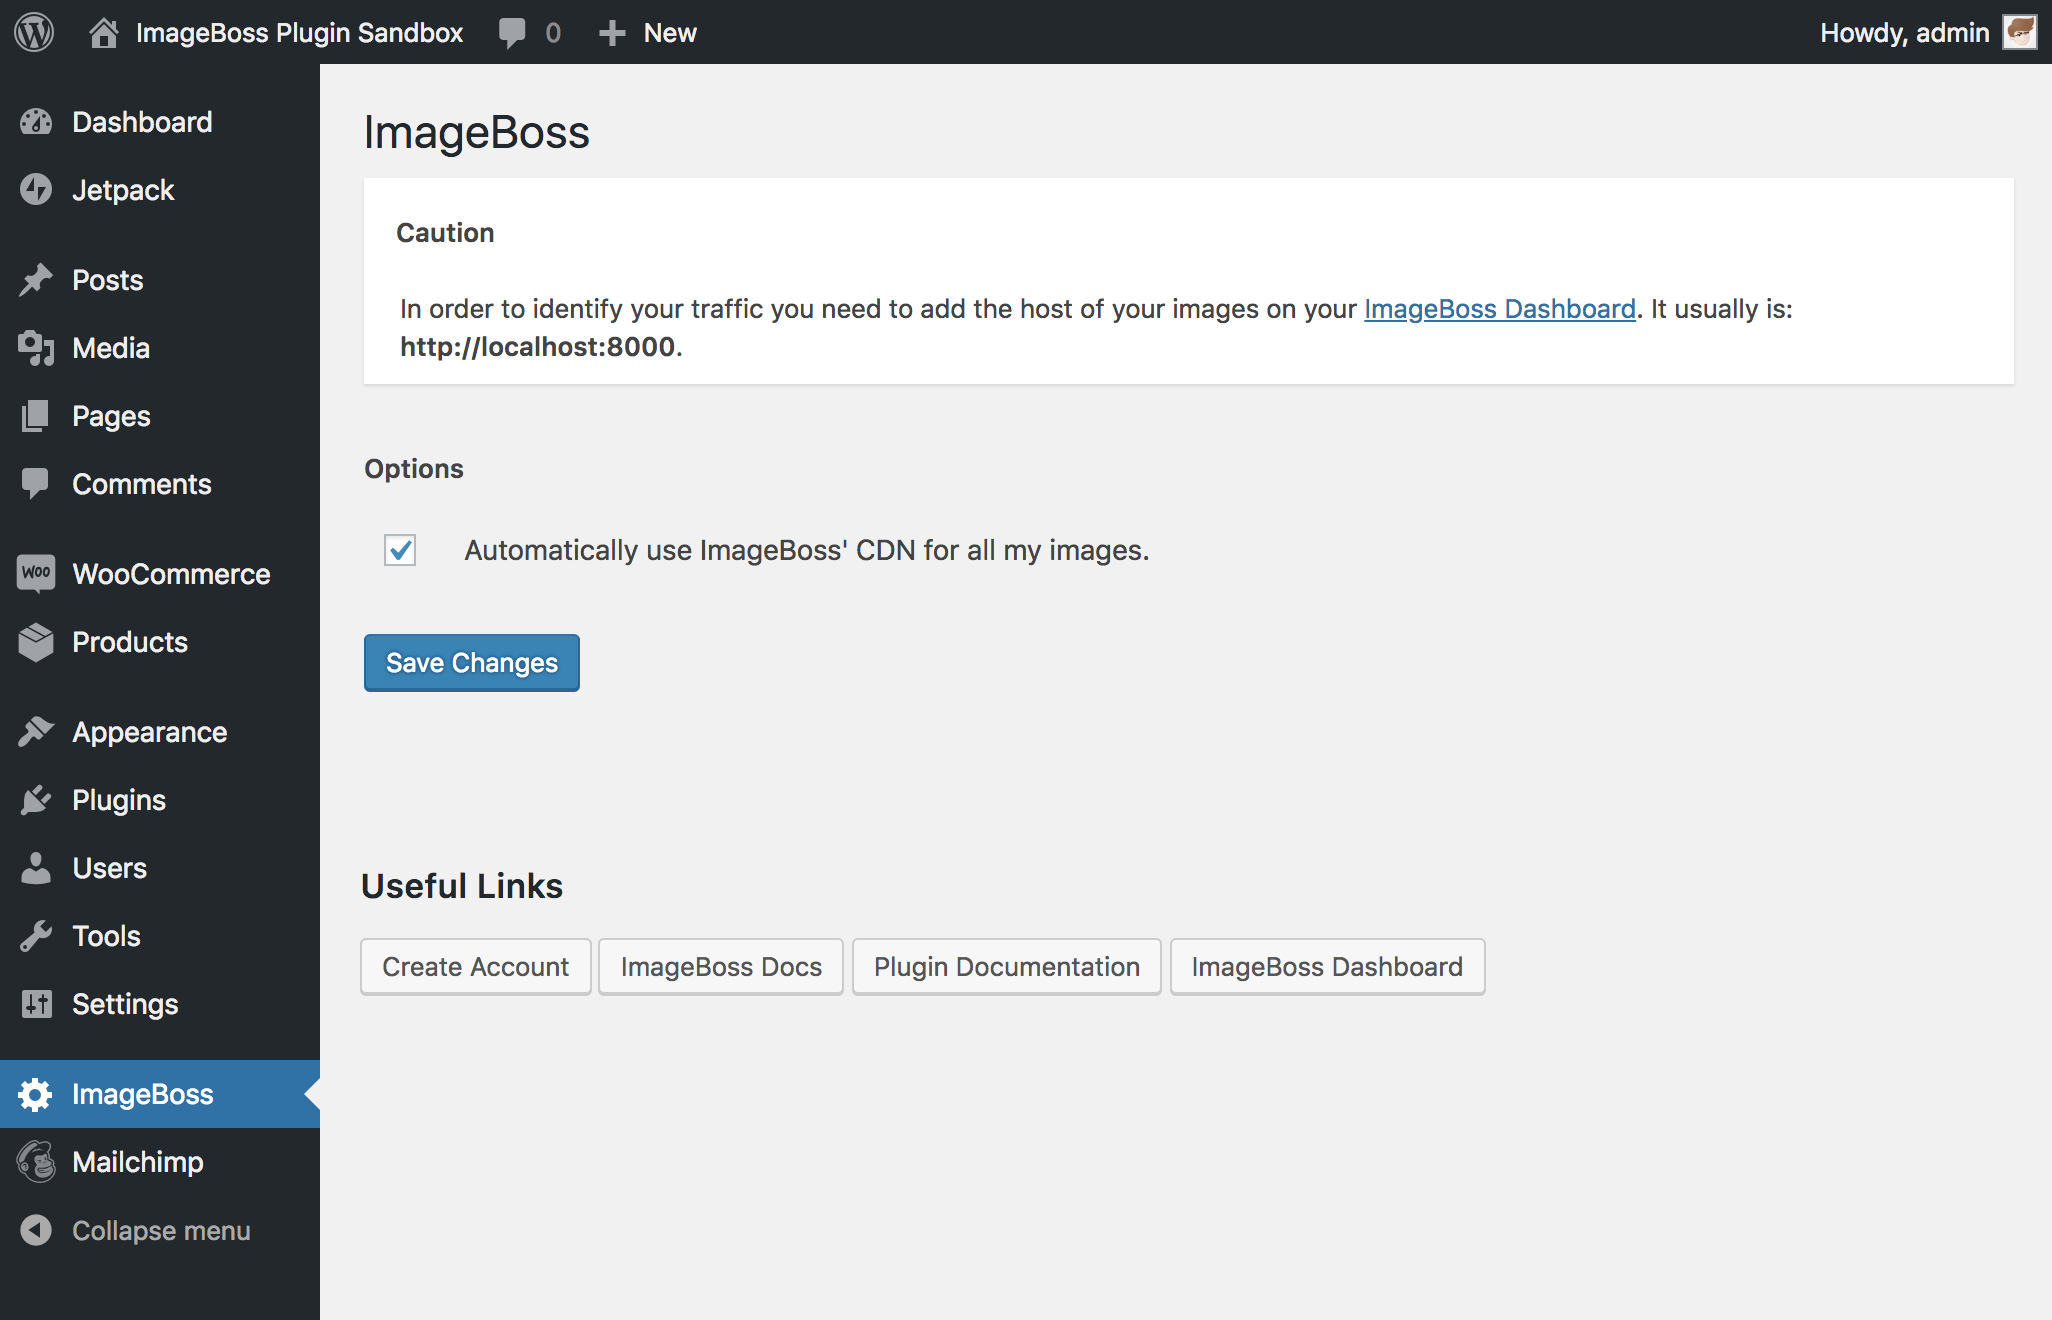 ImageBoss Plugin Sandbox 0 New Howdy, admin
Dashboard
Jetpack
Posts
Media
Pages
Comments
WOO WooCommerce
Products
Appearance
Plugins
Users
Tools
Settings
ImageBoss
Mailchimp
Collapse menu
ImageBoss
Caution
In order to identify your traffic you need to add the host of your images on your ImageBoss Dashboard. It usually is:
http://localhost:8000.
Options
Automatically use ImageBoss' CDN for all my images.
Save Changes
Useful Links
Create Account ImageBoss Docs Plugin Documentation ImageBoss Dashboard